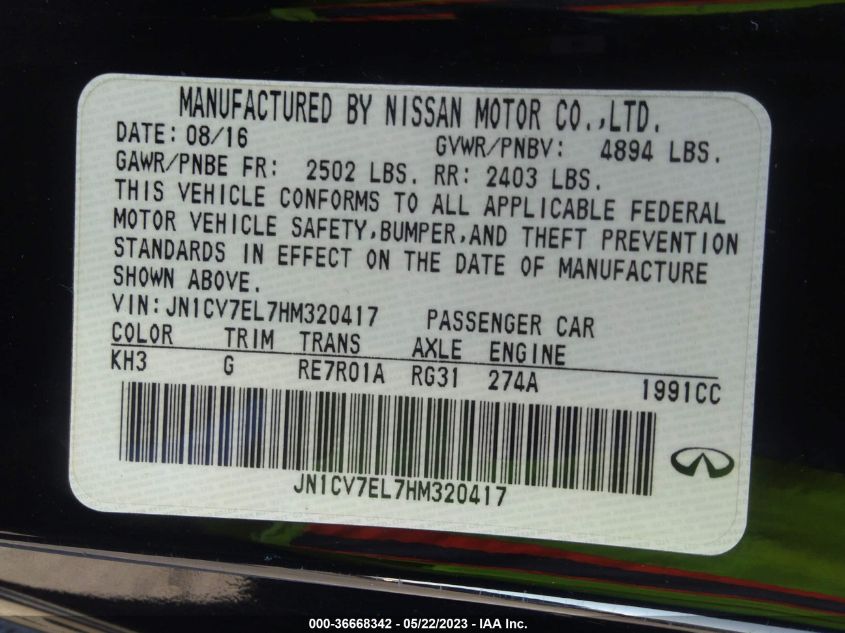 MANUFACTURED BY NISSAN MOTOR CO.,LTD.
DATE: 08/16 GVWR/PNBV: 4894 LBS.
GAWR/PNBE FR: 2502 LBS. RR: 2403 LBS.
THIS VEHICLE CONFORMS TO ALL APPLICABLE FEDERAL
MOTOR VEHICLE SAFETY,BUMPER,AND THEFT PREVENTION
STANDARDS IN EFFECT ON THE DATE OF MANUFACTURE
SHOWN ABOVE.
VIN:JN1CV7EL7HM320417 PASSENGER CAR
COLOR TRIM TRANS AXLE ENGINE
KH3 G RE7R01A RG31 274A 1991CC
JN1CV7EL7HM320417
000-36668342 - 05/22/2023 - IAA Inc.